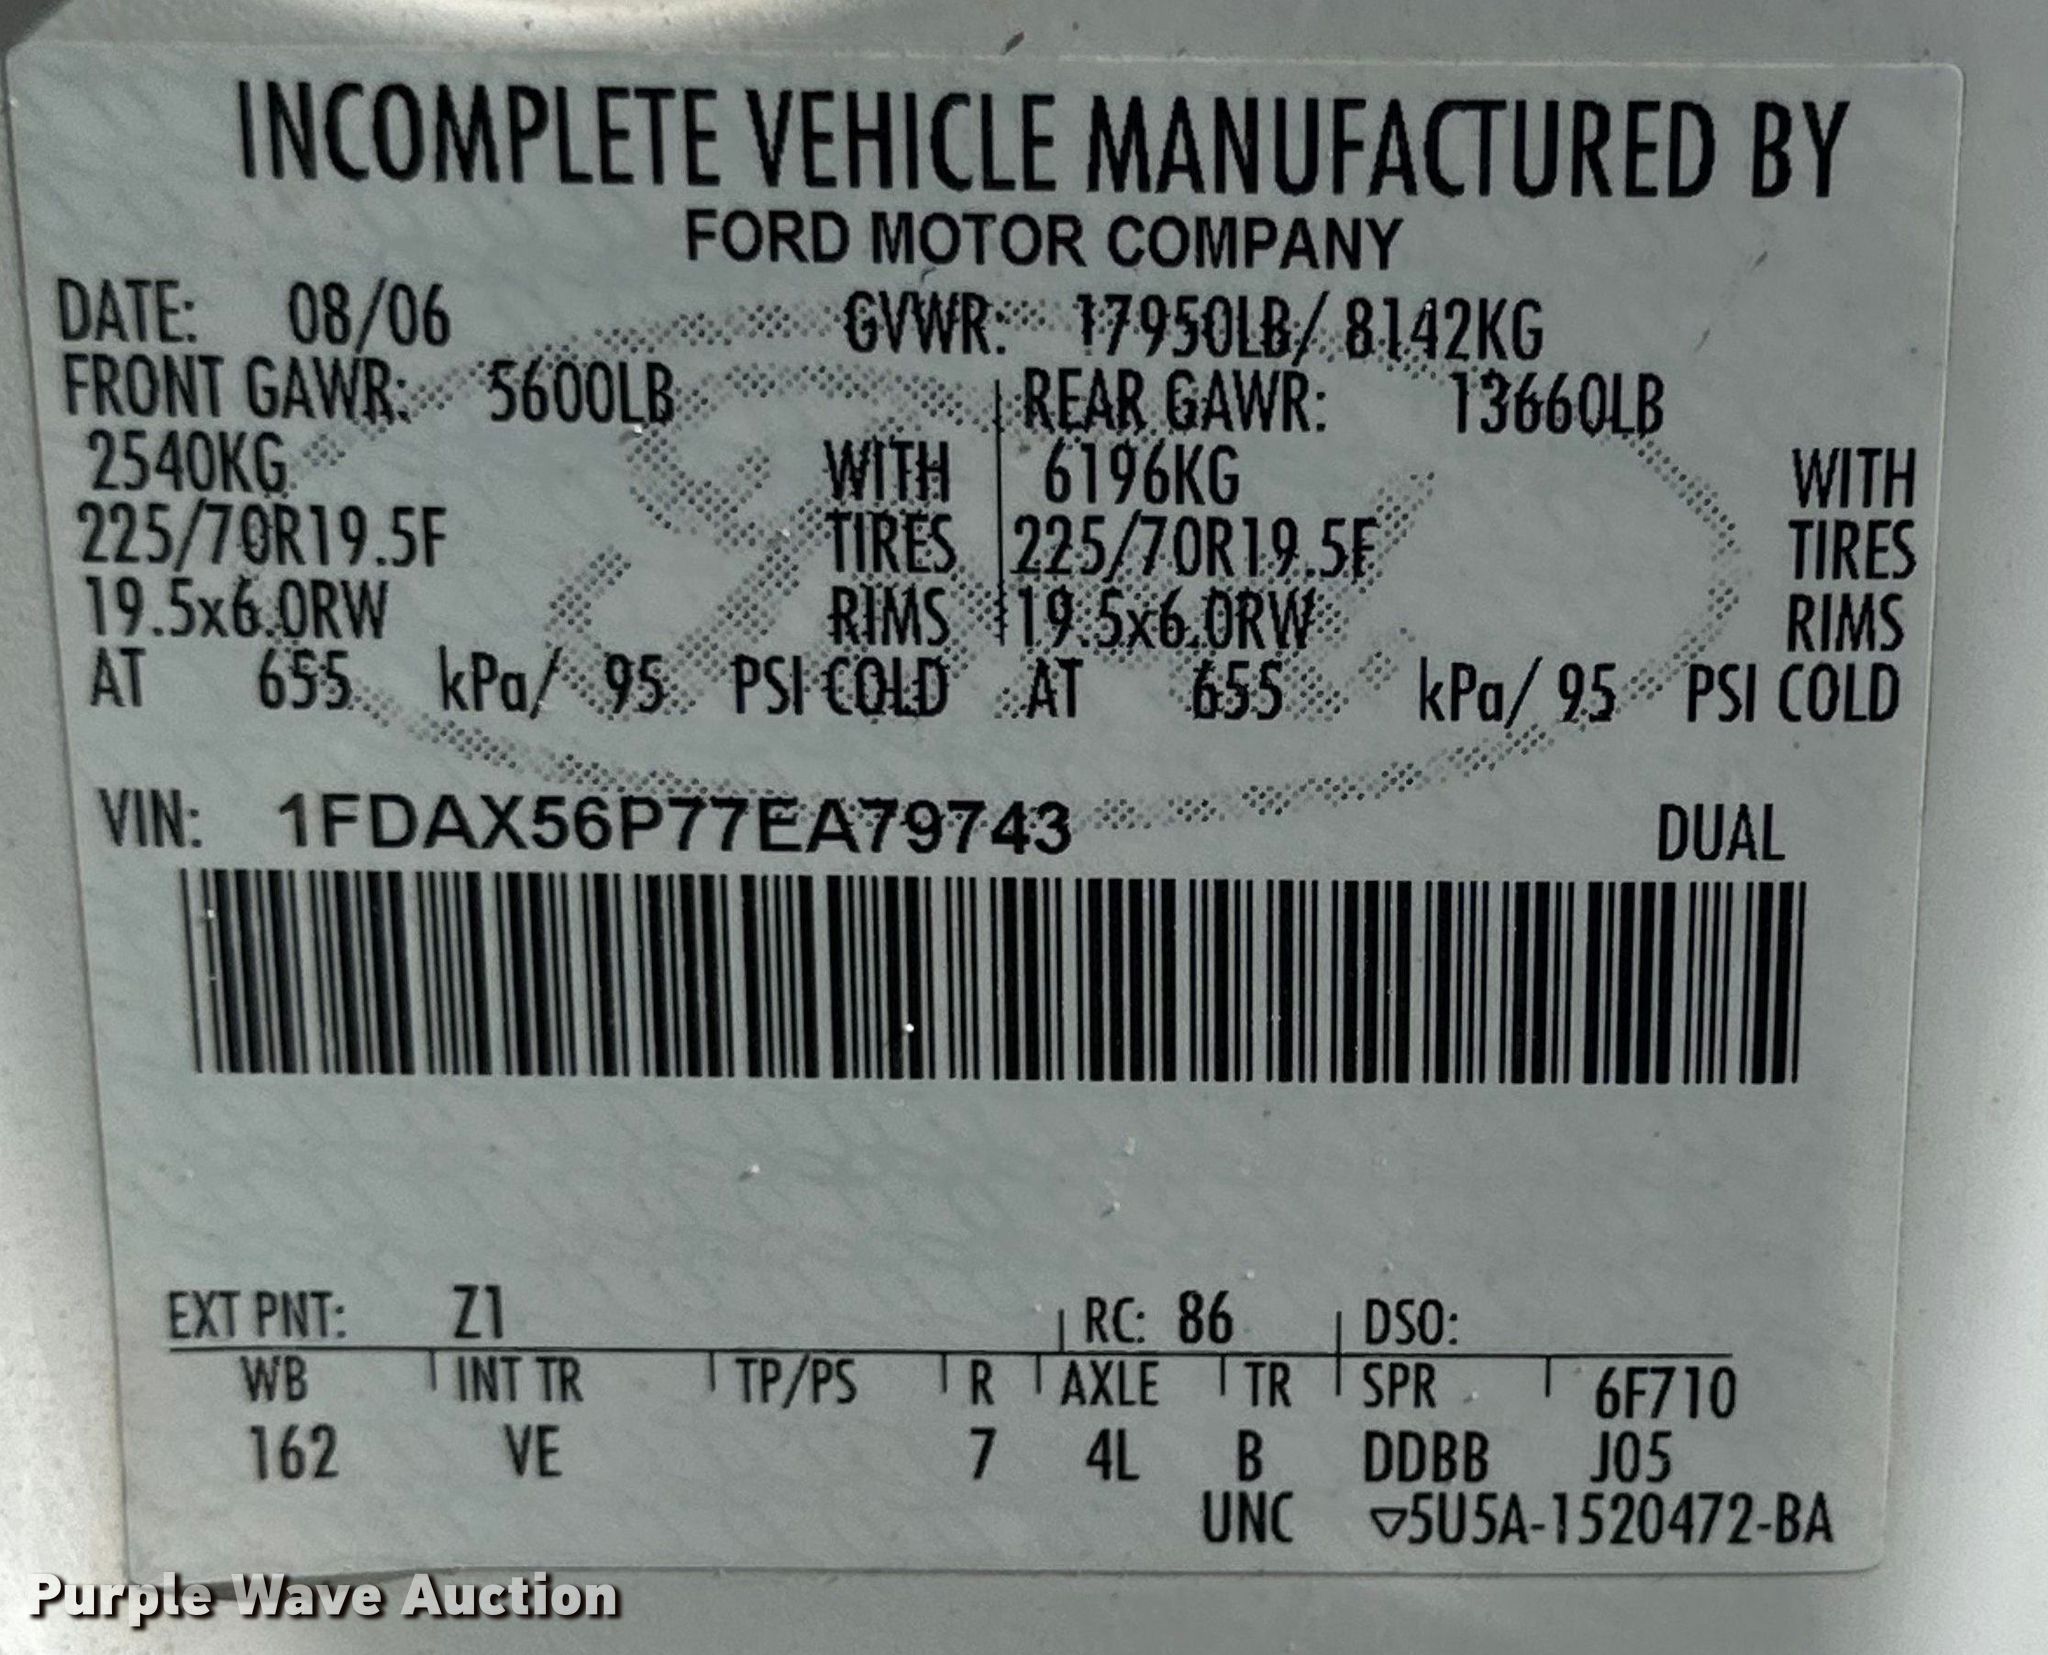 INCOMPLETE VEHICLE MANUFACTURED BY
FORD MOTOR COMPANY
DATE: 08/06 GVWR: 17950LB/ 8142KG
FRONT GAWR: 5600LB REAR GAWR: 13660LB
2540KG WITH 6196KG WITH
225/70R19.5F TIRES 225/70R19.5F TIRES
19.5x6.0RW RIMS 19.5x6.0RW RIMS
AT 655 kPa/ 95 PSI COLD AT 655 kPa/ 95 PSI COLD
VIN: 1FDAX56P77EA79743 DUAL
EXT PNT: Z1 RC: 86 DSO:
WB INT TR TP/PS R AXLE TR SPR 6F710
162 VE 7 4L B DDBB J05
UNC ▽5U5A-1520472-BA
Purple Wave Auction